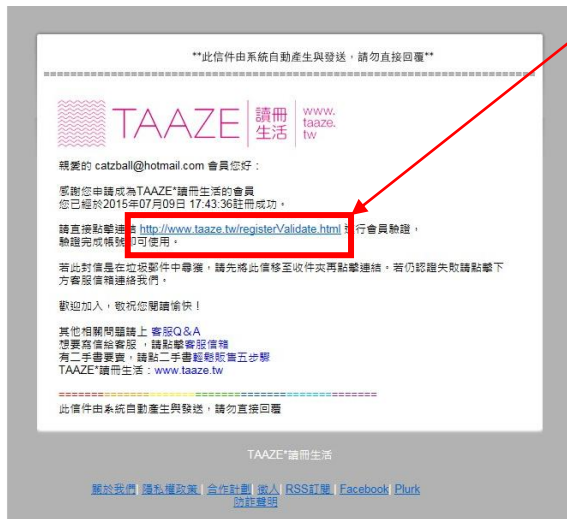 **此信件由系統自動產生與發送，請勿直接回覆**
TAAZE 讀冊生活 www.taaze.tw
親愛的 catzball@hotmail.com 會員您好：
感謝您申請成為TAAZE*讀冊生活的會員
您已經於2015年07月09日 17:43:36註冊成功。
請直接點擊連結 http://www.taaze.tw/registerValidate.html 進行會員驗證，
驗證完成帳號即可使用。
若此封信是在垃圾郵件中尋獲，請先將此信移至收件夾再點擊連結。若仍認證失敗請點擊下
方客服信箱連絡我們。
歡迎加入，敬祝您閱讀愉快！
其他相關問題請上 客服Q&A
想要寫信給客服 ，請點擊客服信箱
有二手書要賣，請點二手書輕鬆販售五步驟
TAAZE*讀冊生活：www.taaze.tw
此信件由系統自動產生與發送，請勿直接回覆
TAAZE*讀冊生活
關於我們| 隱私權政策 | 合作計劃| 徵人| RSS訂閱 | Facebook| Plurk
防詐聲明